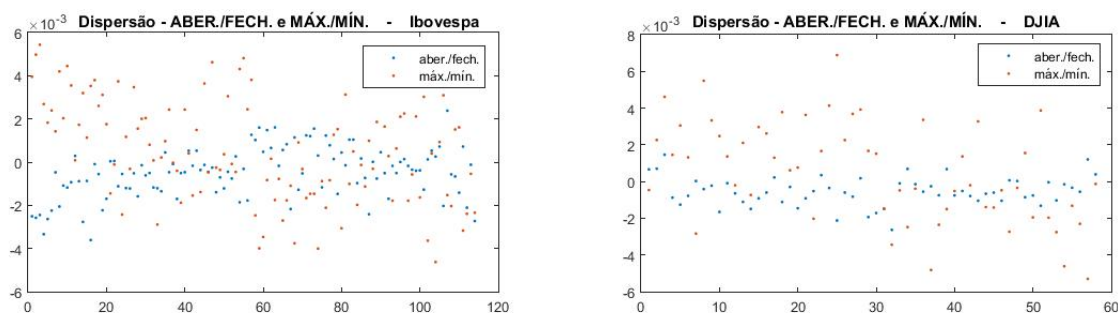 ×10⁻³ Dispersão - ABER./FECH. e MÁX./MÍN. - Ibovespa
6
4
2
0
-2
-4
-6
0 20 40 60 80 100 120
aber./fech.
máx./mín.
×10⁻³ Dispersão - ABER./FECH. e MÁX./MÍN. - DJIA
8
6
4
2
0
-2
-4
-6
0 10 20 30 40 50 60
aber./fech.
máx./mín.